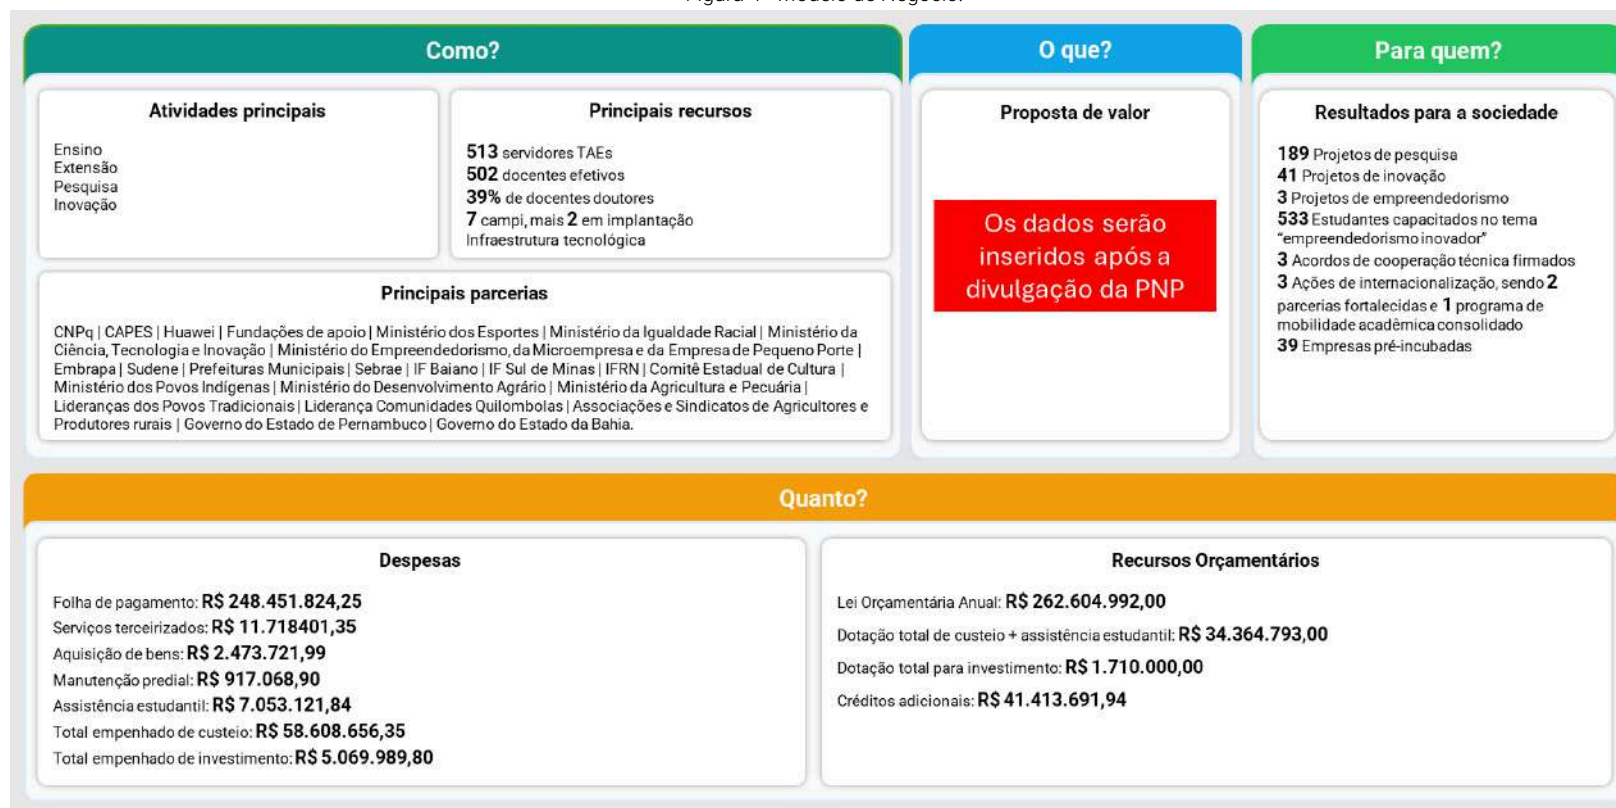 Figura 4 - Modelo de Negócio.
Como?
Atividades principais
Ensino
Extensão
Pesquisa
Inovação
Principais recursos
513 servidores TAEs
502 docentes efetivos
39% de docentes doutores
7 campi, mais 2 em implantação
Infraestrutura tecnológica
Principais parcerias
CNPq | CAPES | Huawei | Fundações de apoio | Ministério dos Esportes | Ministério da Igualdade Racial | Ministério da
Ciência, Tecnologia e Inovação | Ministério do Empreendedorismo, da Microempresa e da Empresa de Pequeno Porte |
Embrapa | Sudene | Prefeituras Municipais | Sebrae | IF Baiano | IF Sul de Minas | IFRN | Comitê Estadual de Cultura |
Ministério dos Povos Indígenas | Ministério do Desenvolvimento Agrário | Ministério da Agricultura e Pecuária |
Lideranças dos Povos Tradicionais | Liderança Comunidades Quilombolas | Associações e Sindicatos de Agricultores e
Produtores rurais | Governo do Estado de Pernambuco | Governo do Estado da Bahia.
O que?
Proposta de valor
Os dados serão
inseridos após a
divulgação da PNP
Para quem?
Resultados para a sociedade
189 Projetos de pesquisa
41 Projetos de inovação
3 Projetos de empreendedorismo
533 Estudantes capacitados no tema
“empreendedorismo inovador”
3 Acordos de cooperação técnica firmados
3 Ações de internacionalização, sendo 2
parcerias fortalecidas e 1 programa de
mobilidade acadêmica consolidado
39 Empresas pré-incubadas
Quanto?
Despesas
Folha de pagamento: R$ 248.451.824,25
Serviços terceirizados: R$ 11.718401,35
Aquisição de bens: R$ 2.473.721,99
Manutenção predial: R$ 917.068,90
Assistência estudantil: R$ 7.053.121,84
Total empenhado de custeio: R$ 58.608.656,35
Total empenhado de investimento: R$ 5.069.989,80
Recursos Orçamentários
Lei Orçamentária Anual: R$ 262.604.992,00
Dotação total de custeio + assistência estudantil: R$ 34.364.793,00
Dotação total para investimento: R$ 1.710.000,00
Créditos adicionais: R$ 41.413.691,94